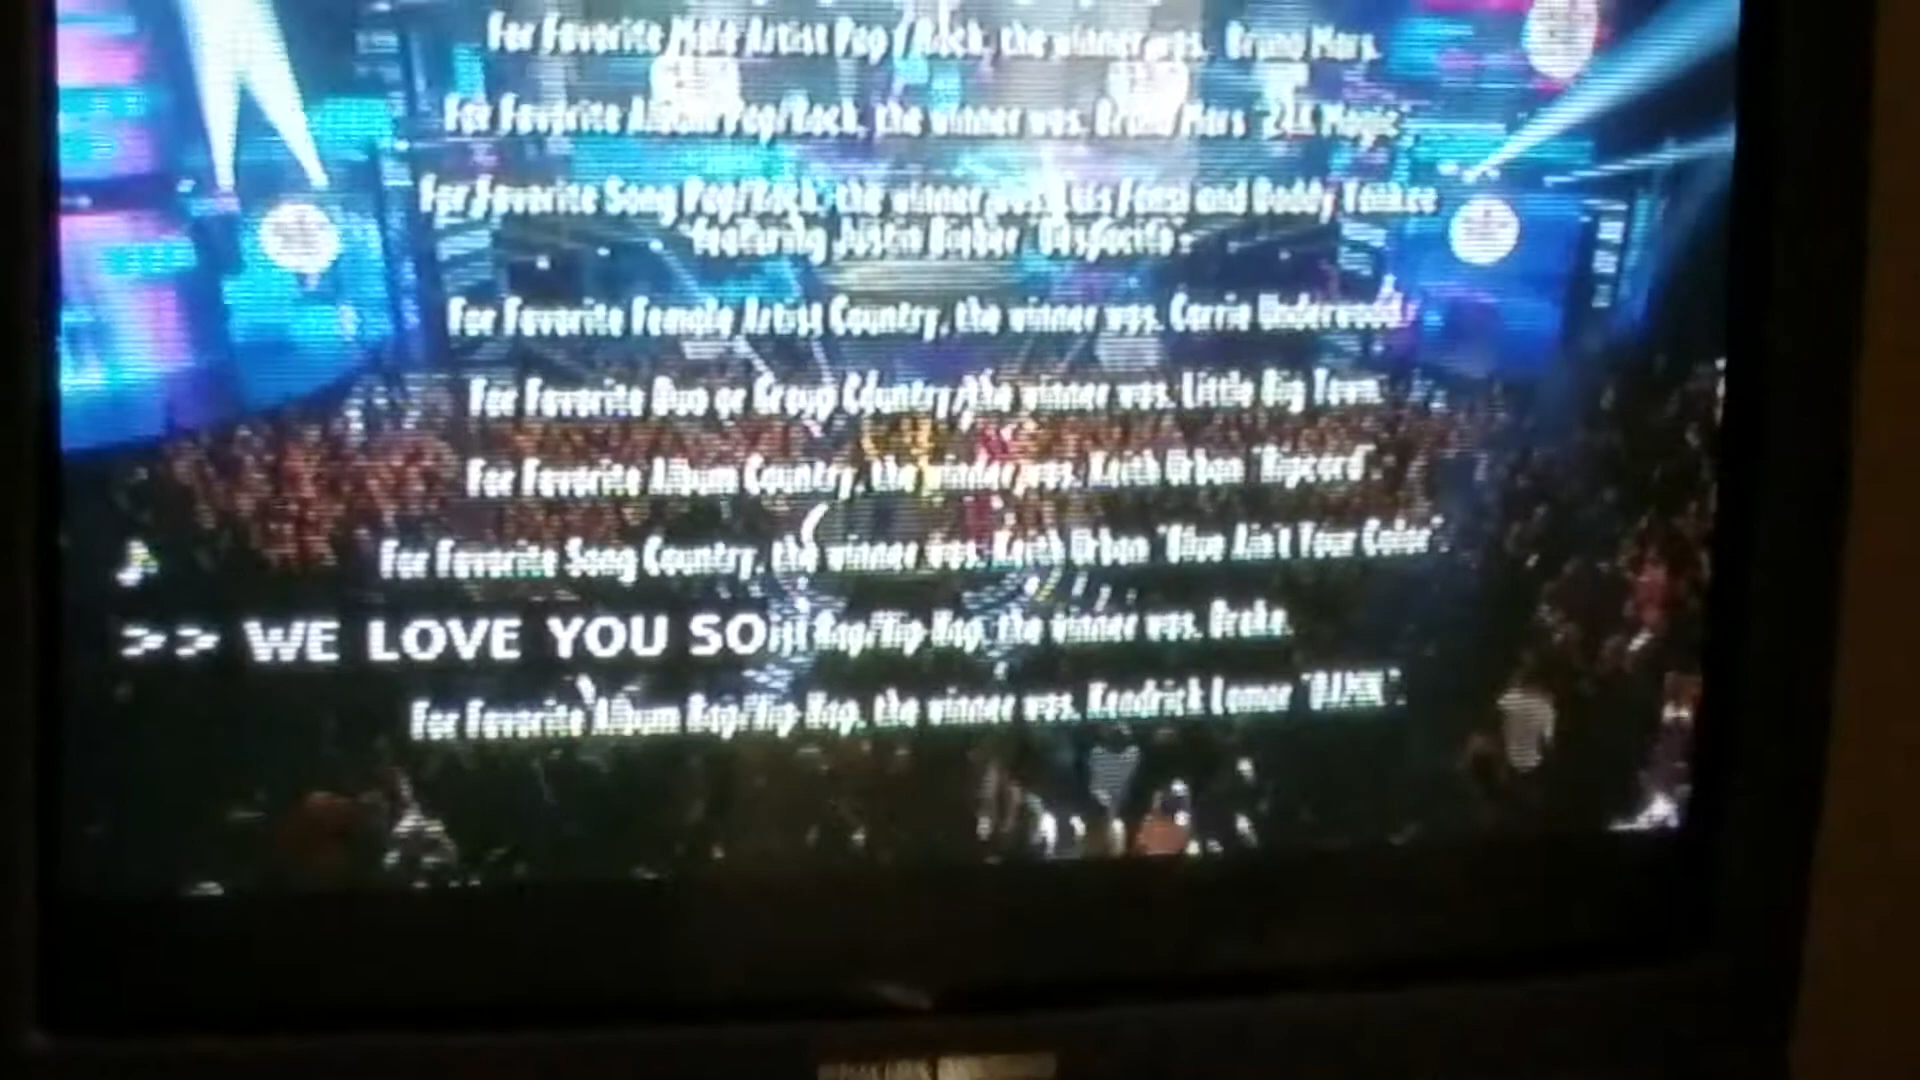 For Favorite Male Artist Pop / Rock, the winner was. Bruno Mars.
For Favorite Album Pop/Rock, the winner was. Bruno Mars "24K Magic".
For Favorite Song Pop/Rock, the winner was. Luis Fonsi and Daddy Yankee
featuring Justin Bieber "Despacito".
For Favorite Female Artist Country, the winner was. Carrie Underwood.
For Favorite Duo or Group Country, the winner was. Little Big Town.
For Favorite Album Country, the winner was. Keith Urban "Ripcord".
For Favorite Song Country, the winner was. Keith Urban "Blue Ain't Your Color".
♪
>> WE LOVE YOU SO
Rap/Hip-Hop, the winner was. Drake.
For Favorite Album Rap/Hip-Hop, the winner was. Kendrick Lamar "DAMN.".